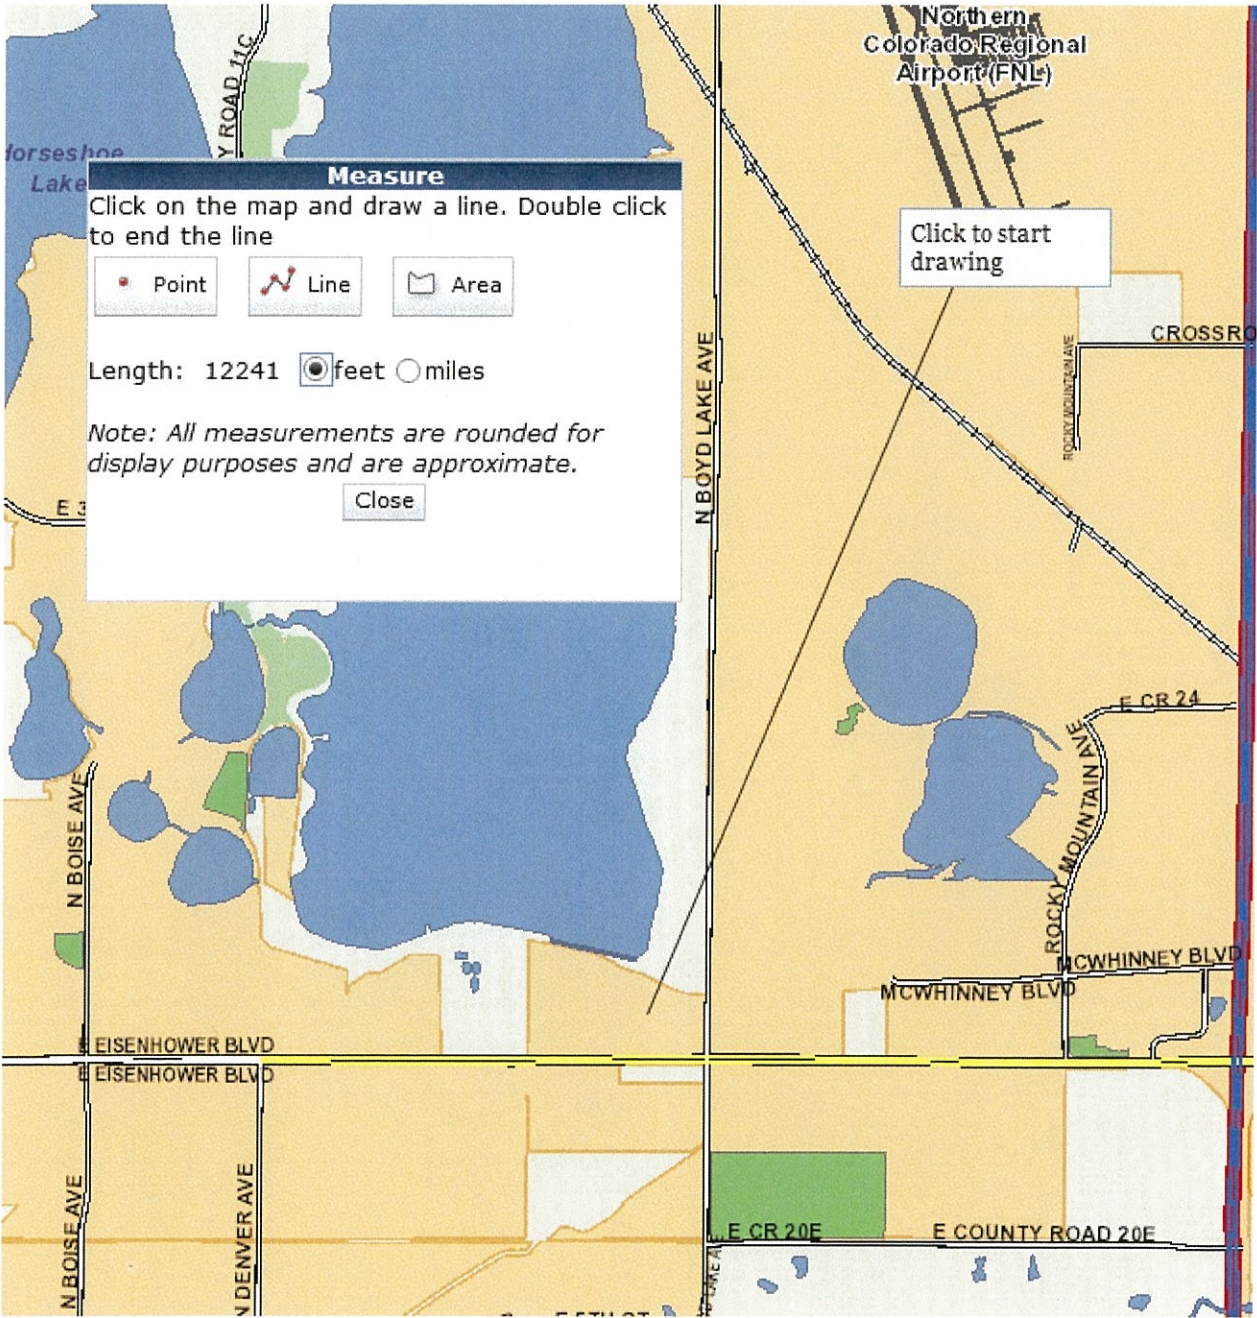 Northern
Colorado Regional
Airport (FNL)
Y ROAD 11C
Horseshoe
Lake
Measure
Click on the map and draw a line. Double click
to end the line
Point
Line
Area
Click to start
drawing
Length: 12241 feet miles
Note: All measurements are rounded for
display purposes and are approximate.
Close
CROSSRO
ROCKY MOUNTAIN AVE
N BOYD LAKE AVE
E 3
E CR 24
ROCKY MOUNTAIN AVE
N BOISE AVE
MCWHINNEY BLVD
MCWHINNEY BLVD
E EISENHOWER BLVD
E EISENHOWER BLVD
N BOISE AVE
N DENVER AVE
E CR 20E
E COUNTY ROAD 20E